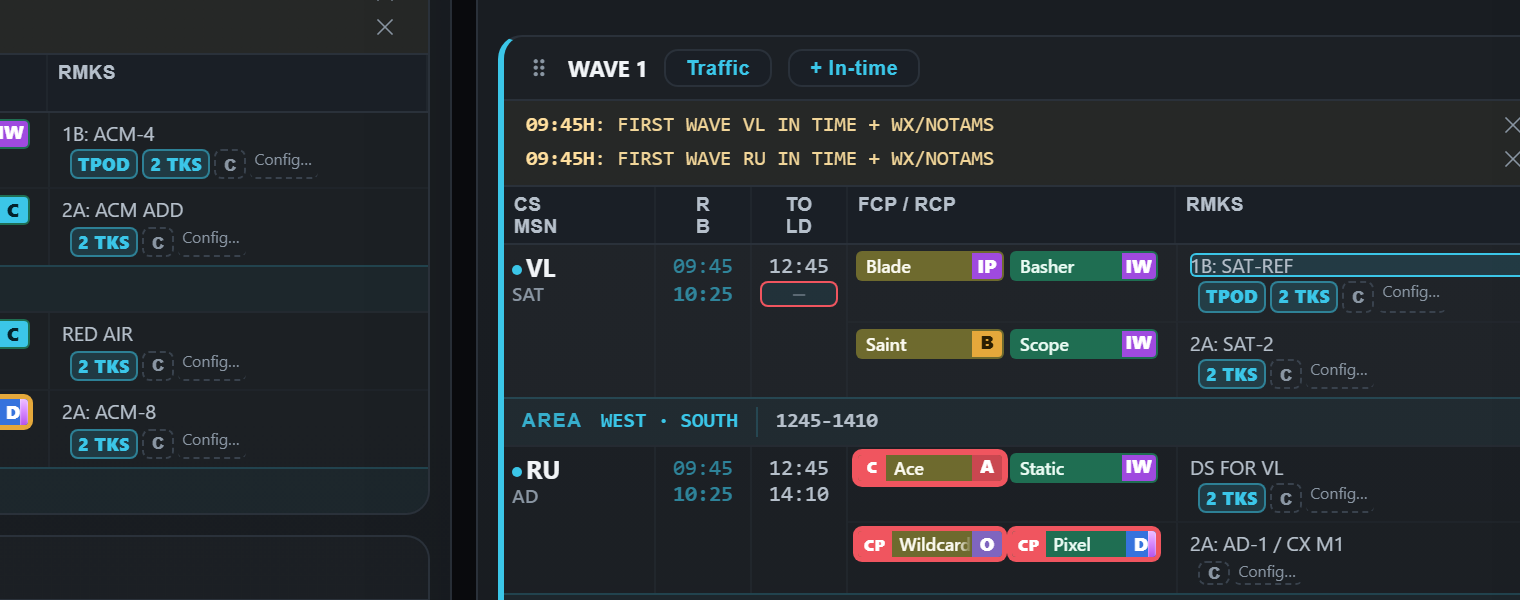 RMKS
IW
1B: ACM-4
TPOD 2 TKS C Config...
C
2A: ACM ADD
2 TKS C Config...
C
RED AIR
2 TKS C Config...
D
2A: ACM-8
2 TKS C Config...
WAVE 1 Traffic + In-time
09:45H: FIRST WAVE VL IN TIME + WX/NOTAMS
09:45H: FIRST WAVE RU IN TIME + WX/NOTAMS
CS R TO FCP / RCP RMKS
MSN B LD
VL 09:45 12:45 Blade IP Basher IW 1B: SAT-REF
SAT 10:25 – TPOD 2 TKS C Config...
Saint B Scope IW 2A: SAT-2
2 TKS C Config...
AREA WEST · SOUTH 1245-1410
RU 09:45 12:45 C Ace A Static IW DS FOR VL
AD 10:25 14:10 2 TKS C Config...
CP Wildcard O CP Pixel D 2A: AD-1 / CX M1
C Config...